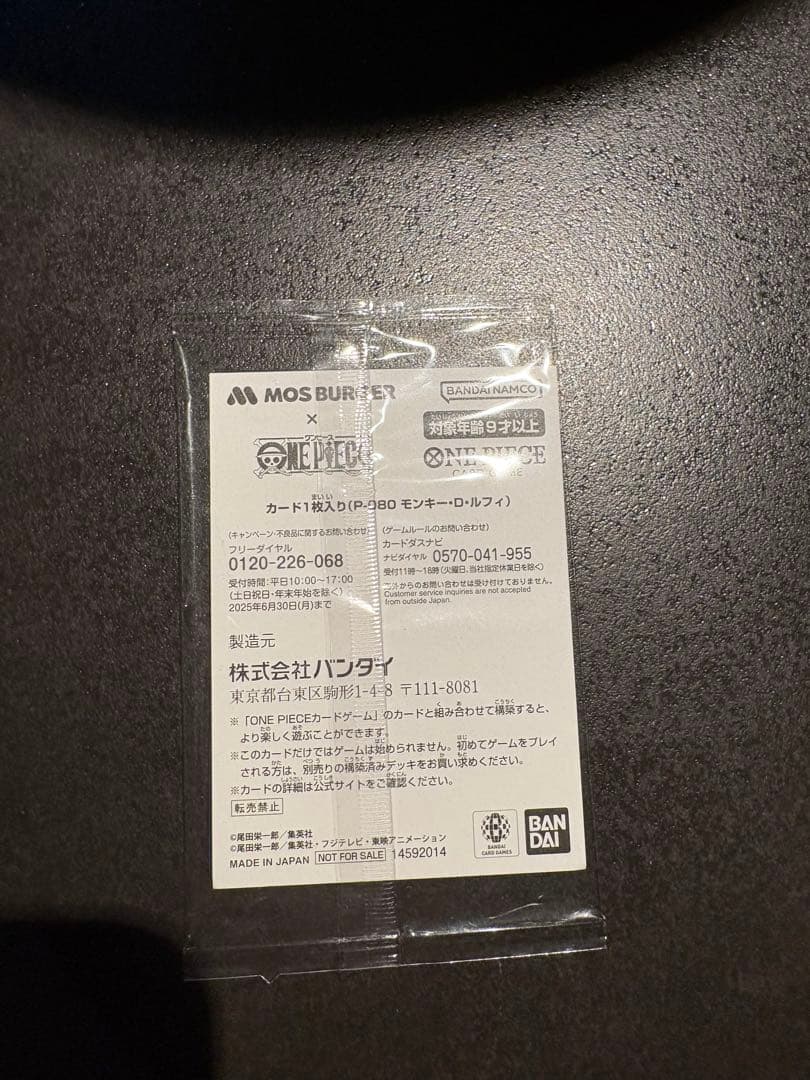 MOS BURGER
×
ONE PIECE
BANDAI NAMCO
対象年齢9才以上
ONE PIECE
カード1枚入り(P-080 モンキー・D・ルフィ)
(キャンペーン・不良品に関するお問い合わせ)
フリーダイヤル
0120-226-068
受付時間:平日10:00~17:00
(土日祝日・年末年始を除く)
2025年6月30日(月)まで
(ゲームルールのお問い合わせ)
カードダスナビ
ナビダイヤル 0570-041-955
受付11時~16時(火曜日、当社指定休業日を除く)
からのお問い合わせは受け付けておりません。
Customer service inquiries are not accepted
from outside Japan.
製造元
株式会社バンダイ
東京都台東区駒形1-4-8 〒111-8081
※「ONE PIECEカードゲーム」のカードと組み合わせて構築すると、
より楽しく遊ぶことができます。
※このカードだけではゲームは始められません。初めてゲームをプレイ
される方は、別売りの構築済みデッキをお買い求めください。
※カードの詳細は公式サイトをご確認ください。
転売禁止
©尾田栄一郎/集英社
©尾田栄一郎/集英社・フジテレビ・東映アニメーション
MADE IN JAPAN NOT FOR SALE 14592014
BANDAI
CARD GAMES
BAN
DAI